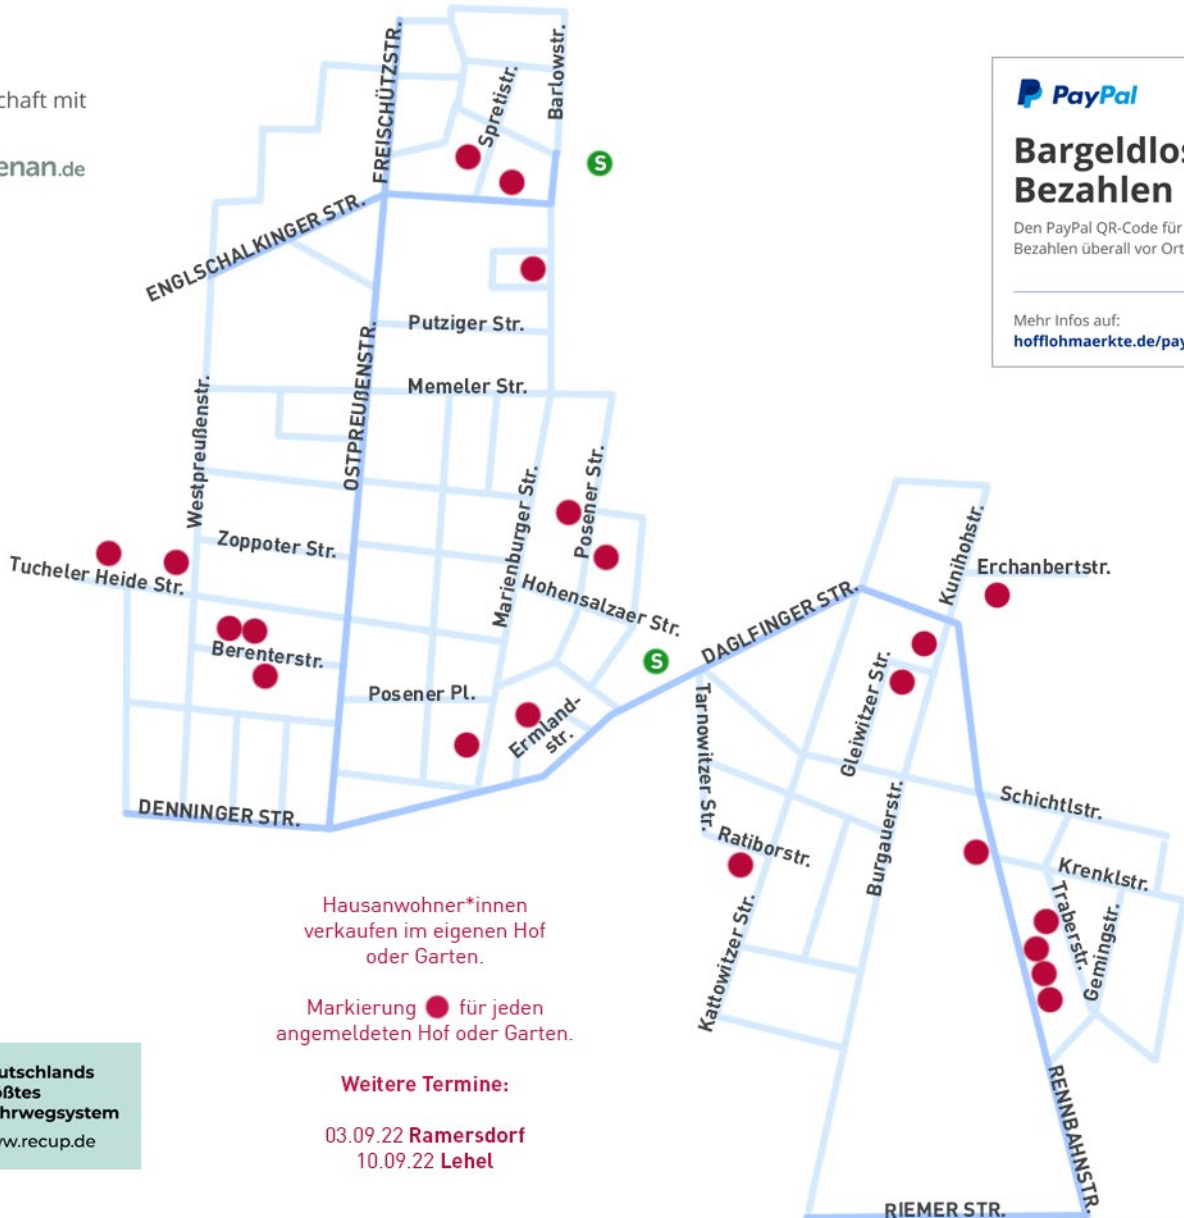 chaft mit
enan.de
PayPal
Bargeldlos
Bezahlen
Den PayPal QR-Code für
Bezahlen überall vor Ort
Mehr Infos auf:
hofflohmaerkte.de/pay
FREISCHÜTZSTR.
Spretistr.
Barlowstr.
S
ENGLSCHALKINGER STR.
Putziger Str.
OSTPREUßENSTR.
Memeler Str.
Westpreußenstr.
Marienburger Str.
Posener Str.
Zoppoter Str.
Tucheler Heide Str.
Hohensalzaer Str.
Berenterstr.
S
Posener Pl.
Ermland-
str.
DENNINGER STR.
DAGLFINGER STR.
Kunihohstr.
Erchanbertstr.
Tarnowitzer Str.
Gleiwitzer Str.
Schichtlstr.
Ratiborstr.
Burgauerstr.
Krenklstr.
Traberstr.
Gemingstr.
Kattowitzer Str.
RENNBAHNSTR.
RIEMER STR.
Hausanwohner*innen
verkaufen im eigenen Hof
oder Garten.
Markierung für jeden
angemeldeten Hof oder Garten.
Weitere Termine:
03.09.22 Ramersdorf
10.09.22 Lehel
utschlands
ößtes
hrwegsystem
w.recup.de